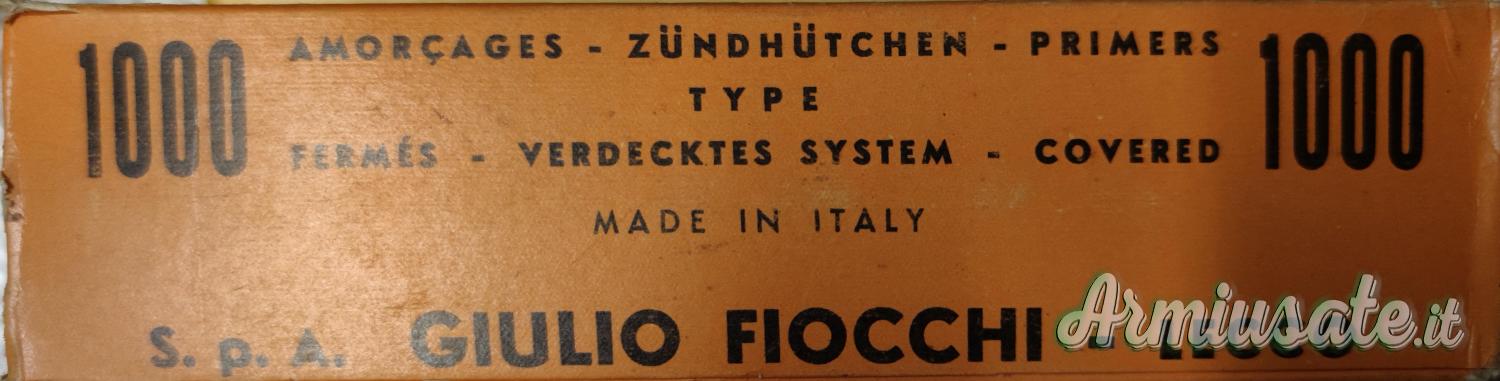 1000 AMORÇAGES - ZÜNDHÜTCHEN - PRIMERS 1000
TYPE
FERMÉS - VERDECKTES SYSTEM - COVERED
MADE IN ITALY
S. p. A. GIULIO FIOCCHI -
Armiusate.it